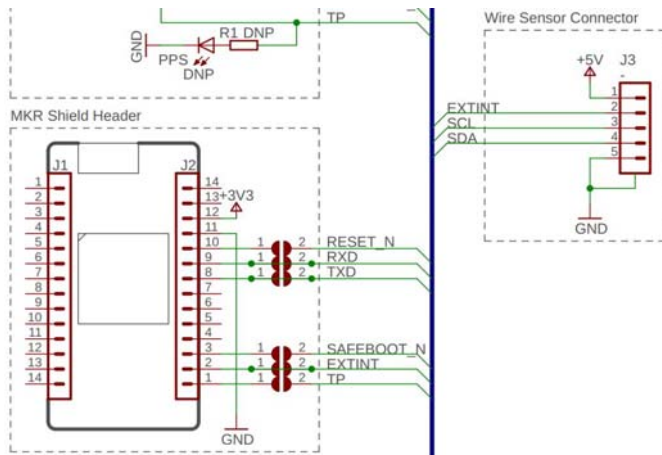 TP
R1 DNP
GND
PPS
DNP
Wire Sensor Connector
+5V
J3
-
1
EXTINT
2
SCL
3
SDA
4
5
GND
MKR Shield Header
J1
J2
1
14
2
13
+3V3
3
12
4
11
5
10
1
2
RESET_N
6
9
1
2
RXD
7
8
1
2
TXD
8
7
9
6
10
5
11
4
12
3
1
2
SAFEBOOT_N
13
2
1
2
EXTINT
14
1
1
2
TP
GND